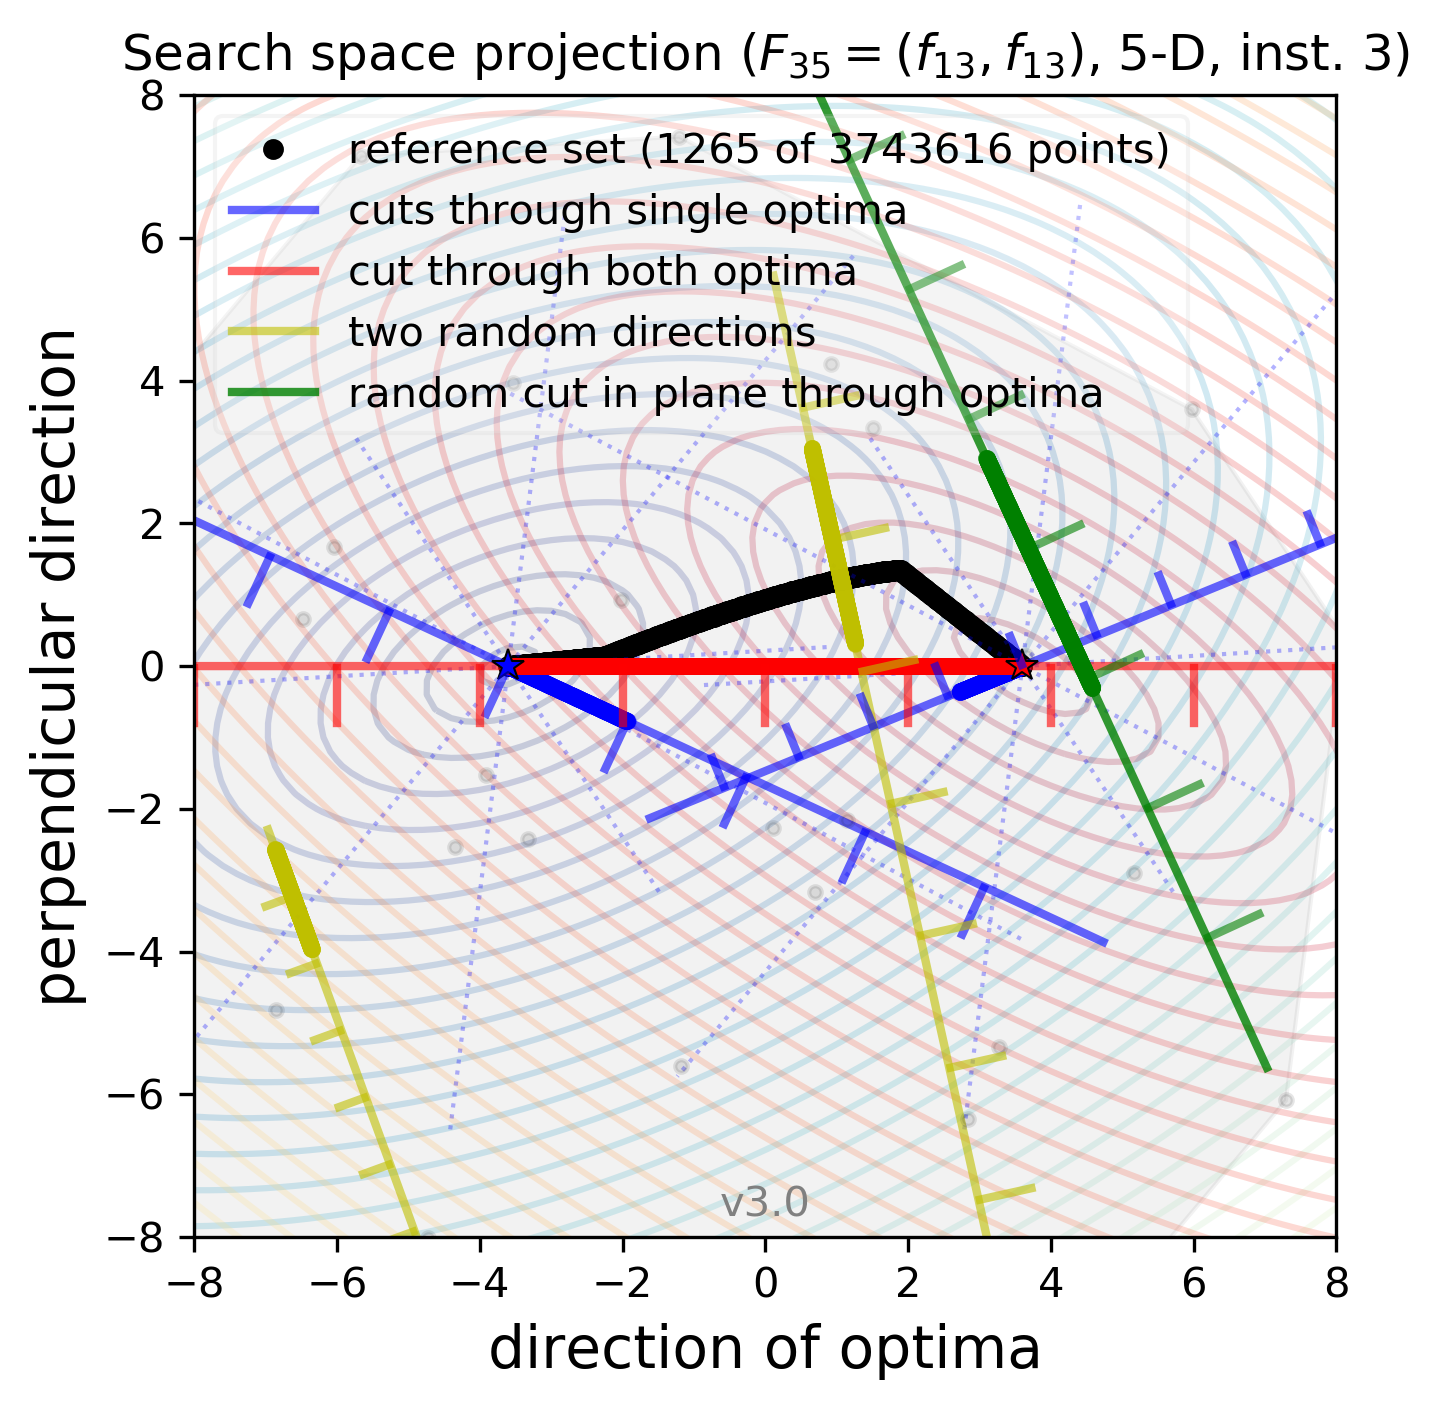 Search space projection (F35 = (f13, f13), 5-D, inst. 3)
reference set (1265 of 3743616 points)
cuts through single optima
cut through both optima
two random directions
random cut in plane through optima
perpendicular direction
8
6
4
2
0
−2
−4
−6
−8
v3.0
−8 −6 −4 −2 0 2 4 6 8
direction of optima